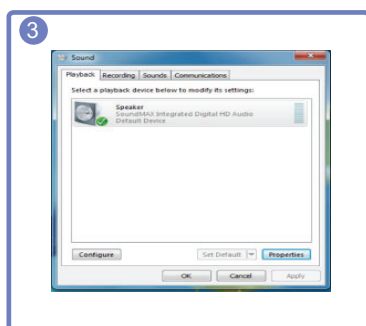 3
Sound
Playback Recording Sounds Communications
Select a playback device below to modify its settings:
Speaker
SoundMAX Integrated Digital HD Audio
Default Device
Configure Set Default Properties
OK Cancel Apply